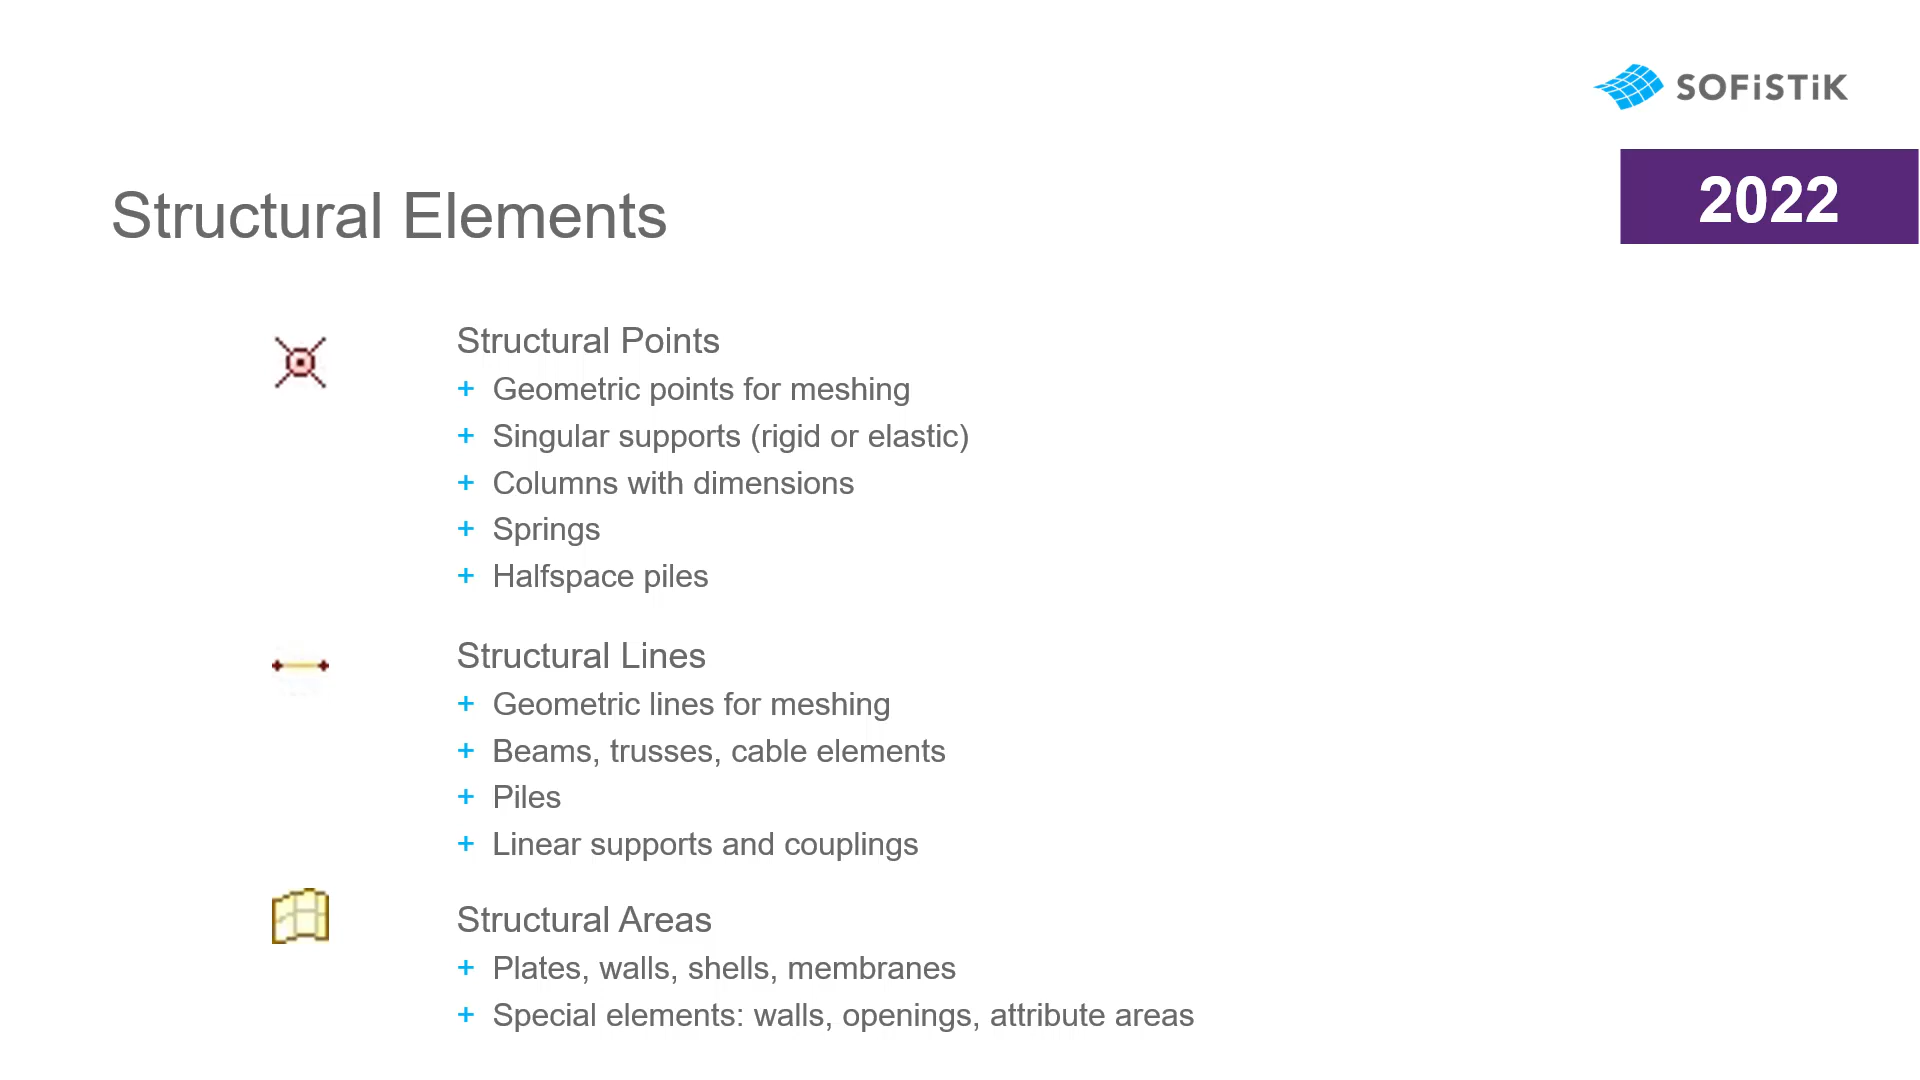 SOFiSTiK
2022
Structural Elements
Structural Points
+ Geometric points for meshing
+ Singular supports (rigid or elastic)
+ Columns with dimensions
+ Springs
+ Halfspace piles
Structural Lines
+ Geometric lines for meshing
+ Beams, trusses, cable elements
+ Piles
+ Linear supports and couplings
Structural Areas
+ Plates, walls, shells, membranes
+ Special elements: walls, openings, attribute areas